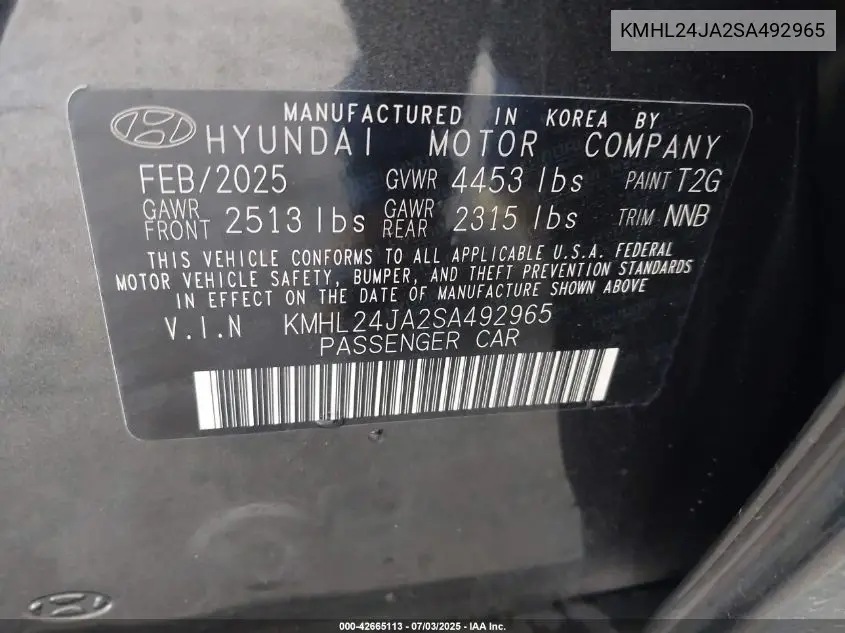 KMHL24JA2SA492965
MANUFACTURED IN KOREA BY
HYUNDAI MOTOR COMPANY
FEB/2025 GVWR 4453 lbs PAINT T2G
GAWR FRONT 2513 lbs GAWR REAR 2315 lbs TRIM NNB
THIS VEHICLE CONFORMS TO ALL APPLICABLE U.S.A. FEDERAL
MOTOR VEHICLE SAFETY, BUMPER, AND THEFT PREVENTION STANDARDS
IN EFFECT ON THE DATE OF MANUFACTURE SHOWN ABOVE
V.I.N KMHL24JA2SA492965
PASSENGER CAR
000-42665113 - 07/03/2025 - IAA Inc.